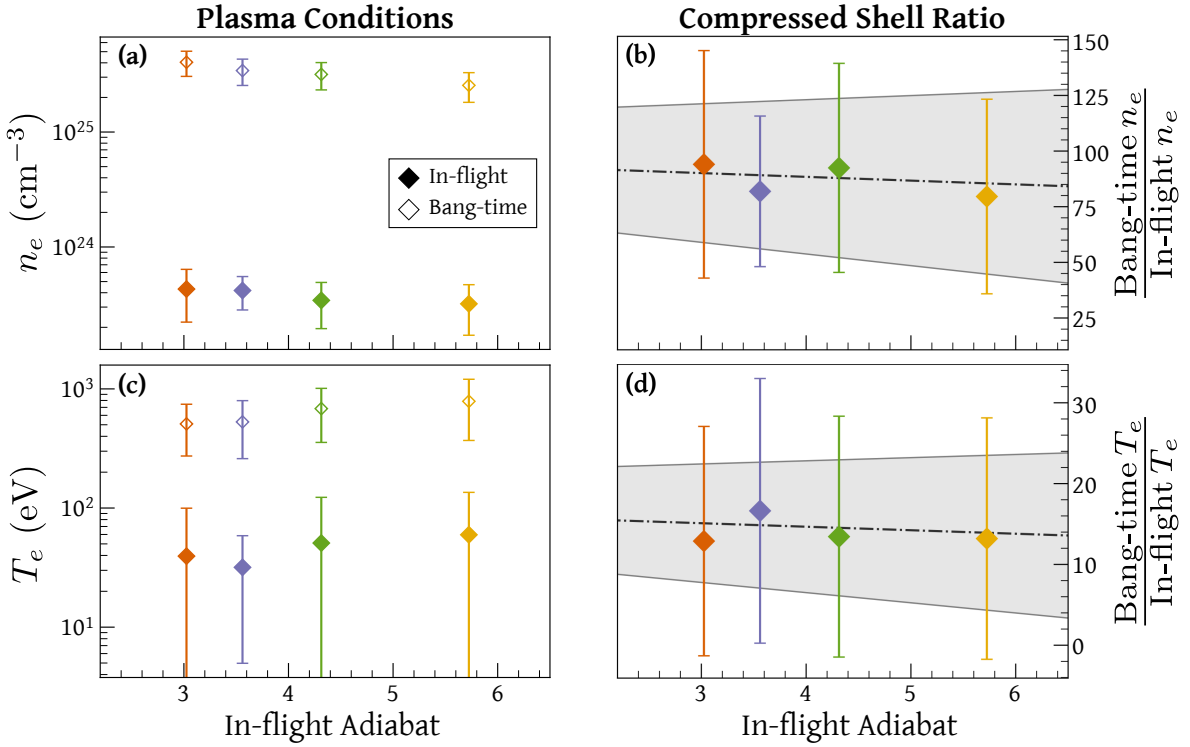 Plasma Conditions
Compressed Shell Ratio
(a)
10^25
10^24
n_e (cm^−3)
In-flight
Bang-time
(b)
150
125
100
75
50
25
Bang-time n_e
In-flight n_e
(c)
10^3
10^2
10^1
T_e (eV)
3 4 5 6
In-flight Adiabat
(d)
30
20
10
0
Bang-time T_e
In-flight T_e
3 4 5 6
In-flight Adiabat